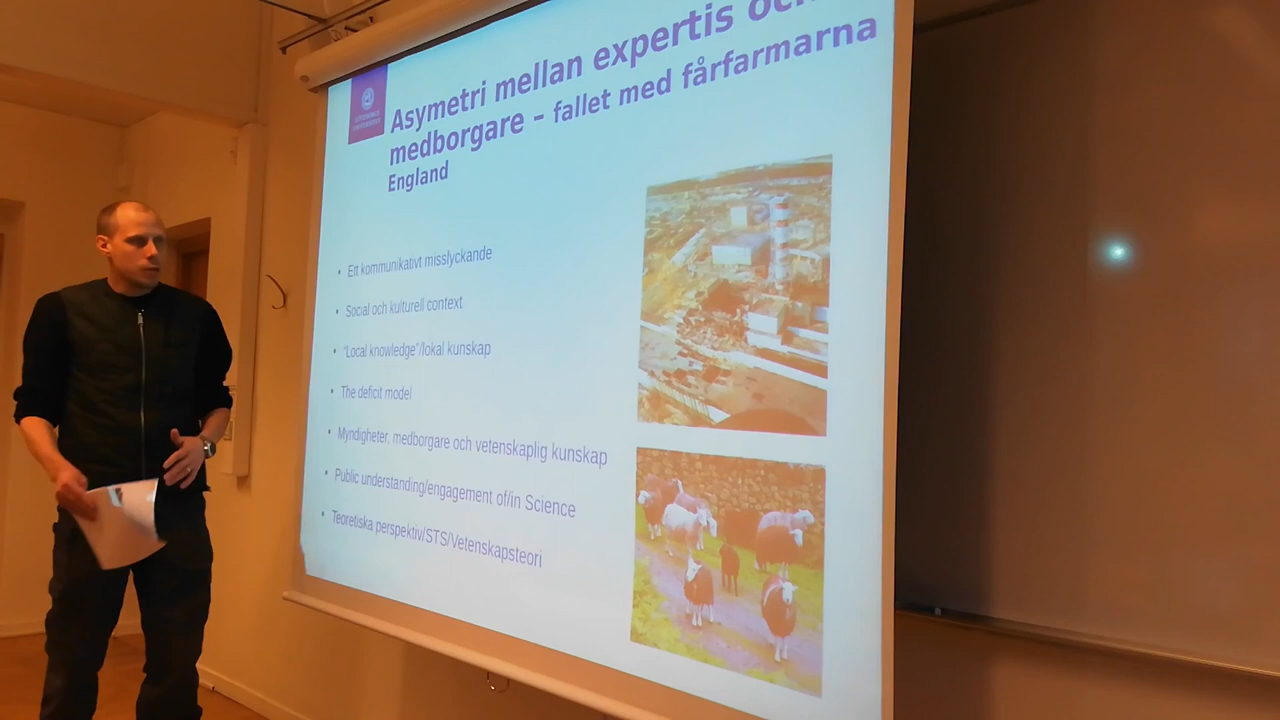 GÖTEBORGS
UNIVERSITET
Asymetri mellan expertis och
medborgare – fallet med fårfarmarna
England
• Ett kommunikativt misslyckande
• Social och kulturell context
• "Local knowledge"/lokal kunskap
• The deficit model
• Myndigheter, medborgare och vetenskaplig kunskap
• Public understanding/engagement of/in Science
• Teoretiska perspektiv/STS/Vetenskapsteori